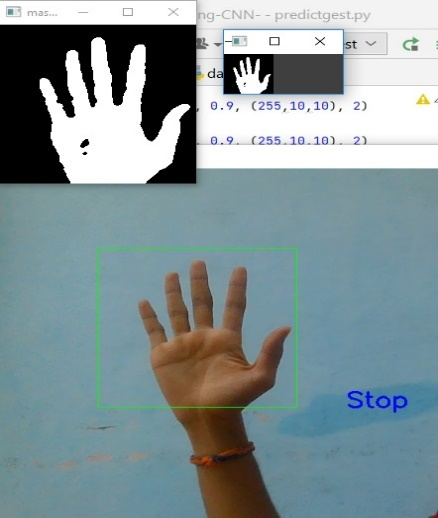 mas...
ng-CNN- - predictgest.py
est
da
, 0.9, (255,10,10), 2)
, 0.9, (255,10,10), 2)
Stop